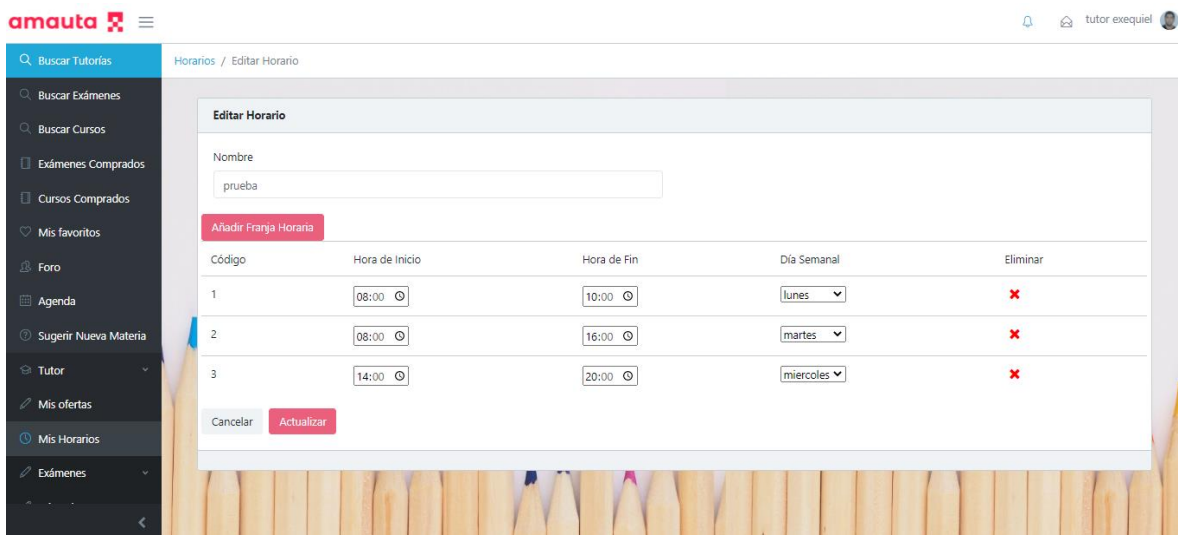 amauta
tutor exequiel
Buscar Tutorías
Horarios / Editar Horario
Buscar Exámenes
Buscar Cursos
Exámenes Comprados
Cursos Comprados
Mis favoritos
Foro
Agenda
Sugerir Nueva Materia
Tutor
Mis ofertas
Mis Horarios
Exámenes
Editar Horario
Nombre
prueba
Añadir Franja Horaria
Código Hora de Inicio Hora de Fin Día Semanal Eliminar
1 08:00 10:00 lunes
2 08:00 16:00 martes
3 14:00 20:00 miercoles
Cancelar Actualizar